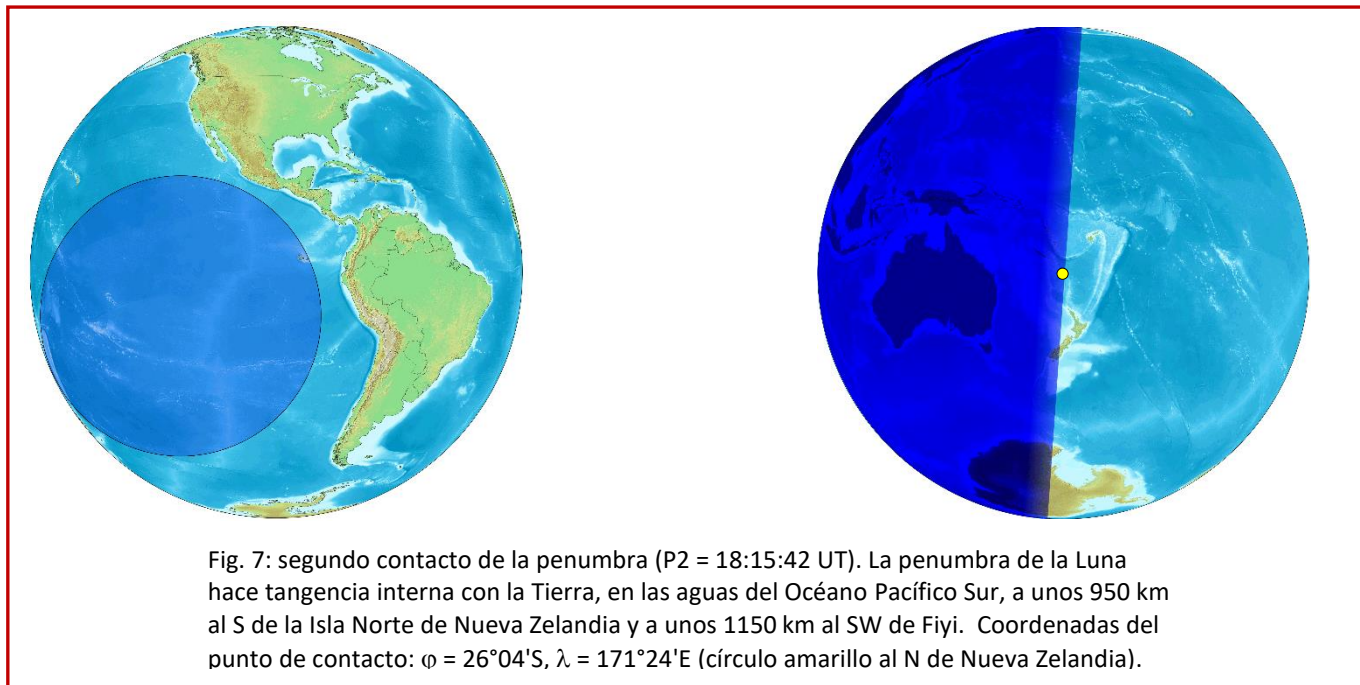 Fig. 7: segundo contacto de la penumbra (P2 = 18:15:42 UT). La penumbra de la Luna
hace tangencia interna con la Tierra, en las aguas del Océano Pacífico Sur, a unos 950 km
al S de la Isla Norte de Nueva Zelandia y a unos 1150 km al SW de Fiyi. Coordenadas del
punto de contacto: φ = 26°04'S, λ = 171°24'E (círculo amarillo al N de Nueva Zelandia).